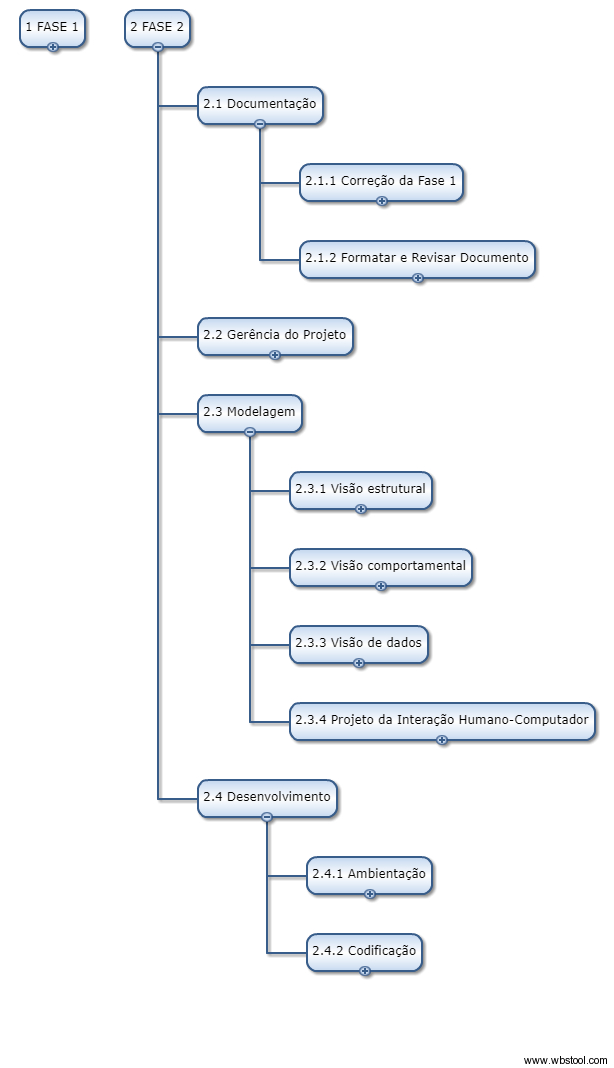 1 FASE 1
2 FASE 2
2.1 Documentação
2.1.1 Correção da Fase 1
2.1.2 Formatar e Revisar Documento
2.2 Gerência do Projeto
2.3 Modelagem
2.3.1 Visão estrutural
2.3.2 Visão comportamental
2.3.3 Visão de dados
2.3.4 Projeto da Interação Humano-Computador
2.4 Desenvolvimento
2.4.1 Ambientação
2.4.2 Codificação
www.wbstool.com